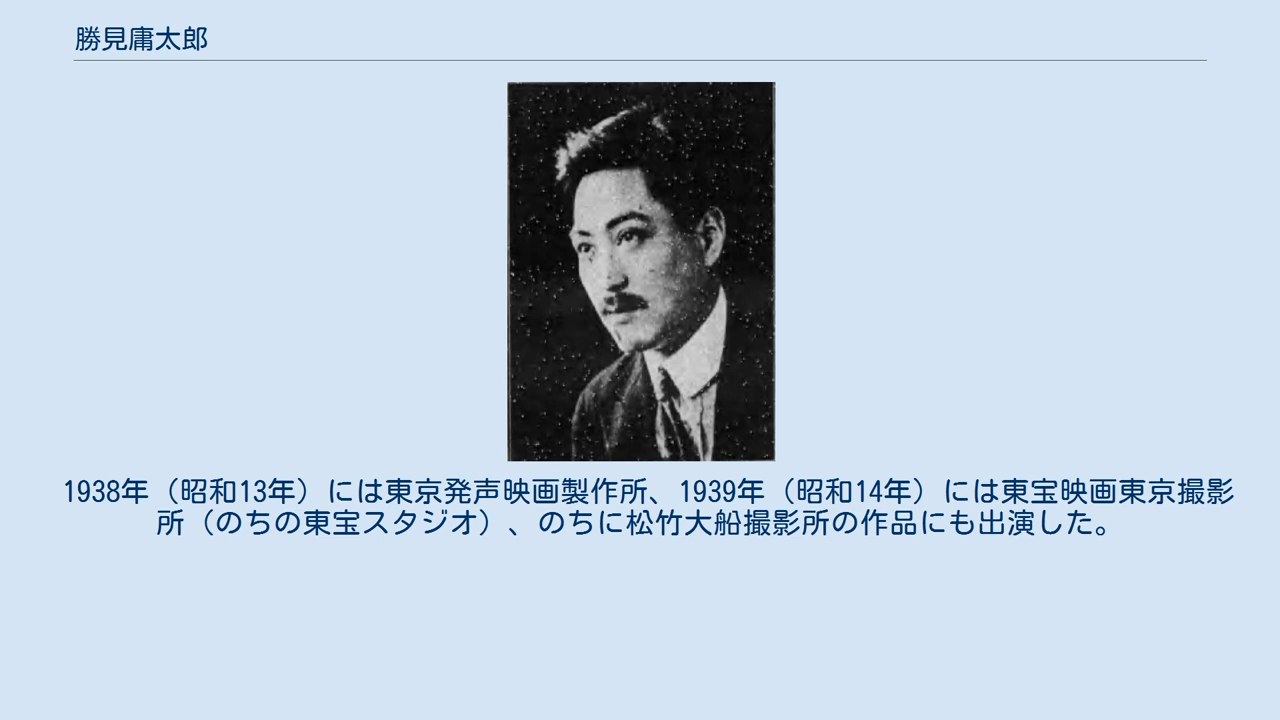 勝見庸太郎
1938年（昭和13年）には東京発声映画製作所、1939年（昭和14年）には東宝映画東京撮影
所（のちの東宝スタジオ）、のちに松竹大船撮影所の作品にも出演した。